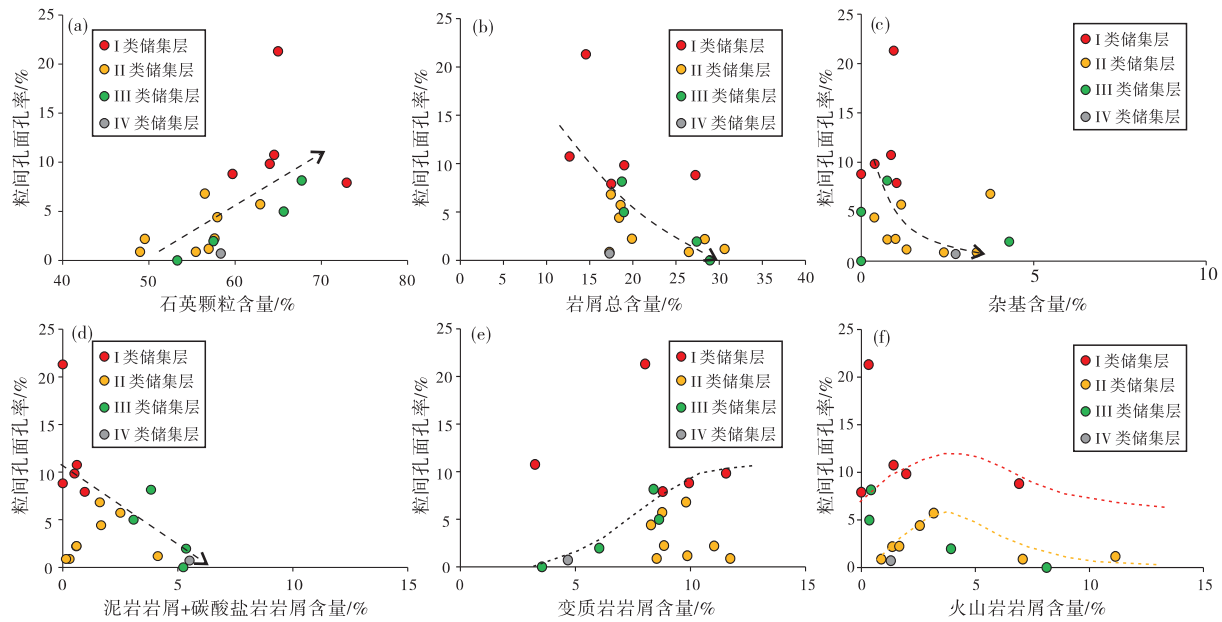 (a)
I 类储集层
II 类储集层
III 类储集层
IV 类储集层
粒间孔面孔率/%
25
20
15
10
5
0
40
50
60
70
80
石英颗粒含量/%
(b)
I 类储集层
II 类储集层
III 类储集层
IV 类储集层
粒间孔面孔率/%
25
20
15
10
5
0
0
5
10
15
20
25
30
35
40
岩屑总含量/%
(c)
I 类储集层
II 类储集层
III 类储集层
IV 类储集层
粒间孔面孔率/%
25
20
15
10
5
0
0
5
10
杂基含量/%
(d)
I 类储集层
II 类储集层
III 类储集层
IV 类储集层
粒间孔面孔率/%
25
20
15
10
5
0
0
5
10
15
泥岩岩屑+碳酸盐岩岩屑含量/%
(e)
I 类储集层
II 类储集层
III 类储集层
IV 类储集层
粒间孔面孔率/%
25
20
15
10
5
0
0
5
10
15
变质岩岩屑含量/%
(f)
I 类储集层
II 类储集层
III 类储集层
IV 类储集层
粒间孔面孔率/%
25
20
15
10
5
0
0
5
10
15
火山岩岩屑含量/%